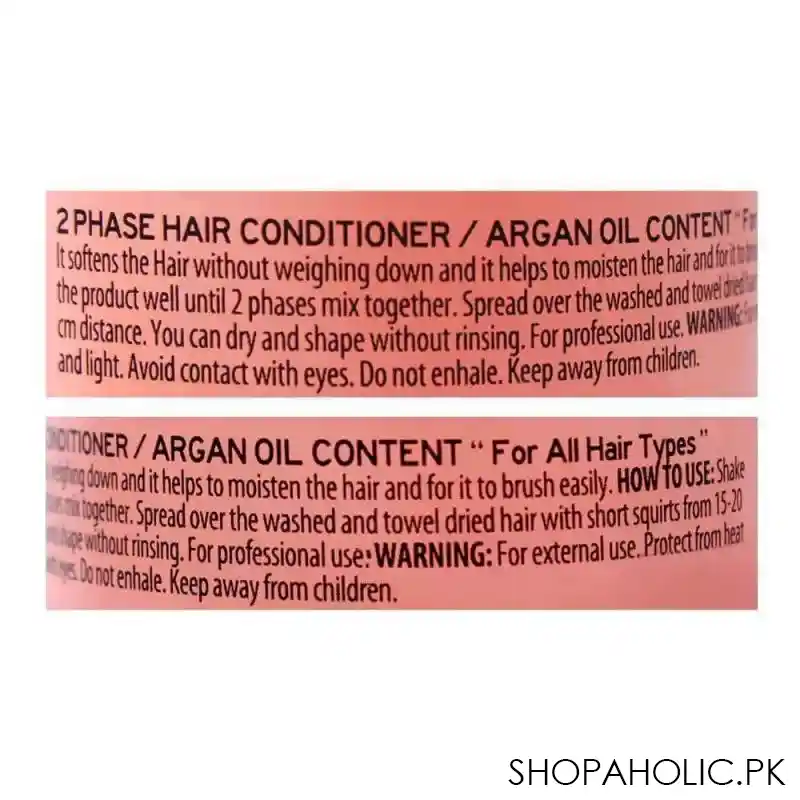 2 PHASE HAIR CONDITIONER / ARGAN OIL CONTENT "
It softens the Hair without weighing down and it helps to moisten the hair and for it to
the product well until 2 phases mix together. Spread over the washed and towel dried
cm distance. You can dry and shape without rinsing. For professional use. WARNING:
and light. Avoid contact with eyes. Do not enhale. Keep away from children.
CONDITIONER / ARGAN OIL CONTENT " For All Hair Types "
weighing down and it helps to moisten the hair and for it to brush easily. HOW TO USE: Shake
mix together. Spread over the washed and towel dried hair with short squirts from 15-20
shape without rinsing. For professional use: WARNING: For external use. Protect from heat
eyes. Do not enhale. Keep away from children.
SHOPAHOLIC.PK